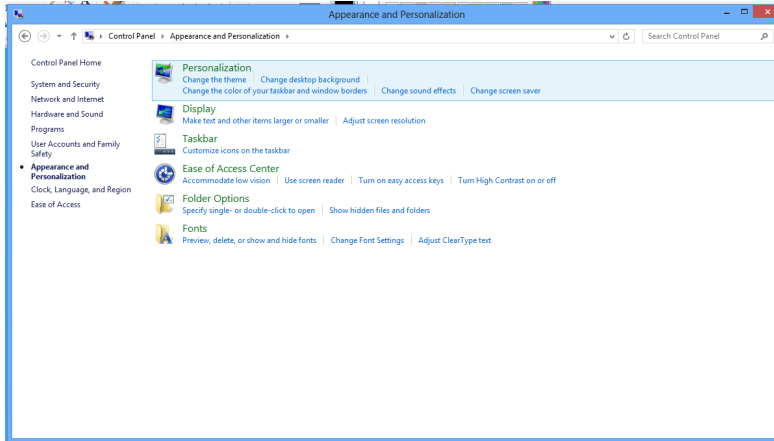 Appearance and Personalization
Control Panel Appearance and Personalization
Search Control Panel
Control Panel Home
System and Security
Network and Internet
Hardware and Sound
Programs
User Accounts and Family
Safety
Appearance and
Personalization
Clock, Language, and Region
Ease of Access
Personalization
Change the theme Change desktop background
Change the color of your taskbar and window borders Change sound effects Change screen saver
Display
Make text and other items larger or smaller Adjust screen resolution
Taskbar
Customize icons on the taskbar
Ease of Access Center
Accommodate low vision Use screen reader Turn on easy access keys Turn High Contrast on or off
Folder Options
Specify single- or double-click to open Show hidden files and folders
Fonts
Preview, delete, or show and hide fonts Change Font Settings Adjust ClearType text